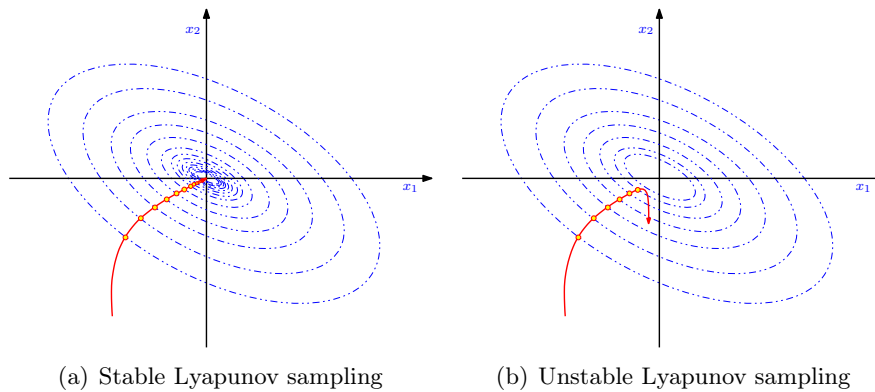 x₂
x₂
x₁
x₁
(a) Stable Lyapunov sampling
(b) Unstable Lyapunov sampling